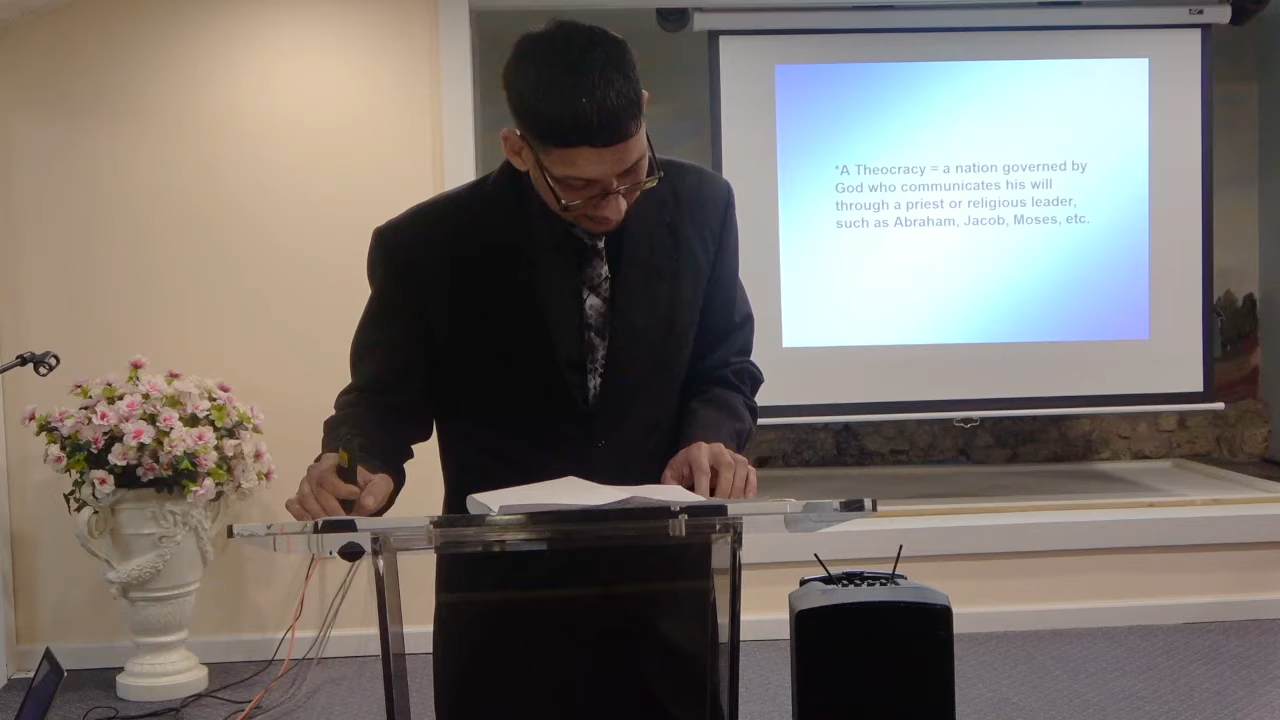 *A Theocracy = a nation governed by
God who communicates his will
through a priest or religious leader,
such as Abraham, Jacob, Moses, etc.